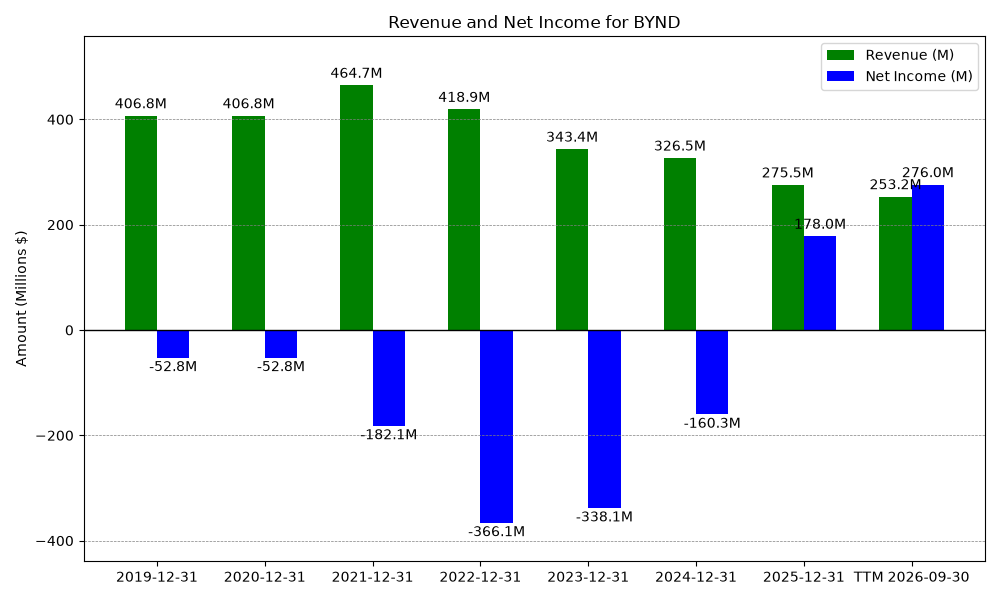 Revenue and Net Income for BYND
Revenue (M)
Net Income (M)
Amount (Millions $)
400
200
0
−200
−400
406.8M
406.8M
464.7M
418.9M
343.4M
326.5M
275.5M
253.2M
-52.8M
-52.8M
-182.1M
-366.1M
-338.1M
-160.3M
178.0M
276.0M
2019-12-31
2020-12-31
2021-12-31
2022-12-31
2023-12-31
2024-12-31
2025-12-31
TTM 2026-09-30